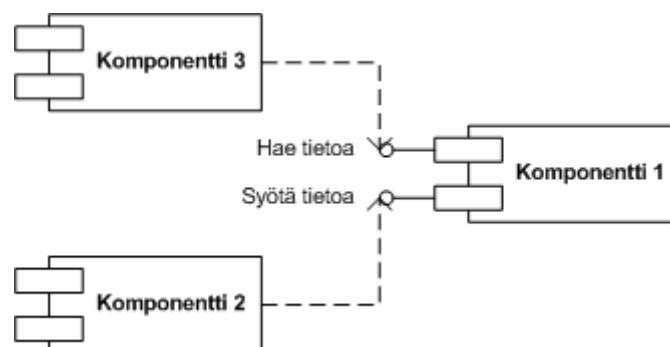 Komponentti 3
Hae tietoa
Komponentti 1
Syötä tietoa
Komponentti 2